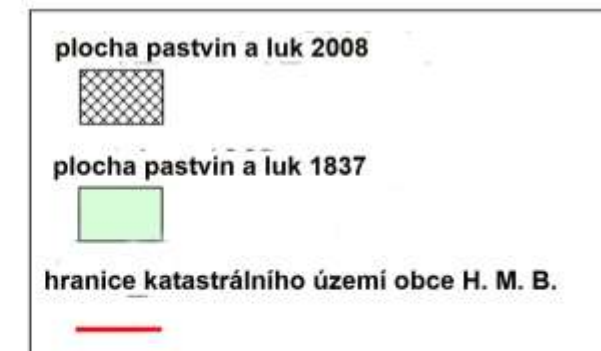 plocha pastvin a luk 2008
plocha pastvin a luk 1837
hranice katastrálního území obce H. M. B.